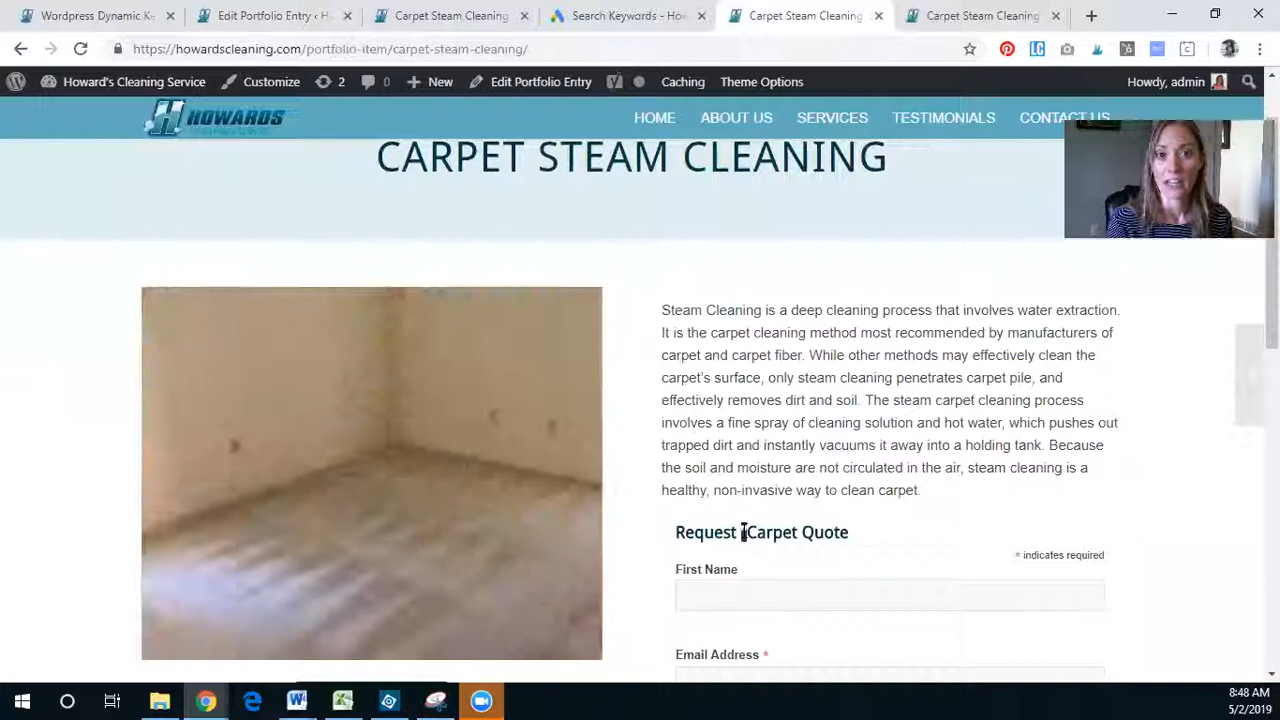 Wordpress Dynamic Ke
Edit Portfolio Entry ‹ H
Carpet Steam Cleaning
Search Keywords - How
Carpet Steam Cleaning
Carpet Steam Cleaning
https://howardscleaning.com/portfolio-item/carpet-steam-cleaning/
Howard's Cleaning Service
Customize
2
0
New
Edit Portfolio Entry
Caching
Theme Options
Howdy, admin
HOWARDS
HOME
ABOUT US
SERVICES
TESTIMONIALS
CONTACT US
CARPET STEAM CLEANING
Steam Cleaning is a deep cleaning process that involves water extraction.
It is the carpet cleaning method most recommended by manufacturers of
carpet and carpet fiber. While other methods may effectively clean the
carpet's surface, only steam cleaning penetrates carpet pile, and
effectively removes dirt and soil. The steam carpet cleaning process
involves a fine spray of cleaning solution and hot water, which pushes out
trapped dirt and instantly vacuums it away into a holding tank. Because
the soil and moisture are not circulated in the air, steam cleaning is a
healthy, non-invasive way to clean carpet.
Request Carpet Quote
* indicates required
First Name
Email Address *
8:48 AM
5/2/2019